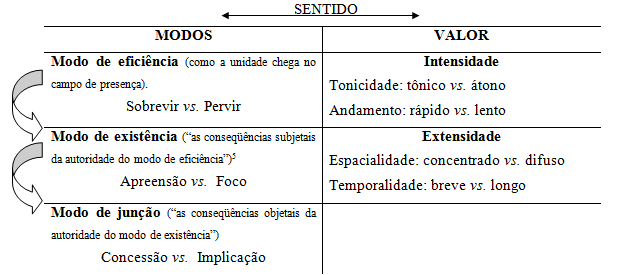 SENTIDO
MODOS
VALOR
Modo de eficiência (como a unidade chega no
campo de presença).
Sobrevir vs. Pervir
Intensidade
Tonicidade: tônico vs. átono
Andamento: rápido vs. lento
Modo de existência (“as conseqüências subjetais
da autoridade do modo de eficiência”)5
Apreensão vs. Foco
Extensidade
Espacialidade: concentrado vs. difuso
Temporalidade: breve vs. longo
Modo de junção (“as conseqüências objetais da
autoridade do modo de existência”)
Concessão vs. Implicação